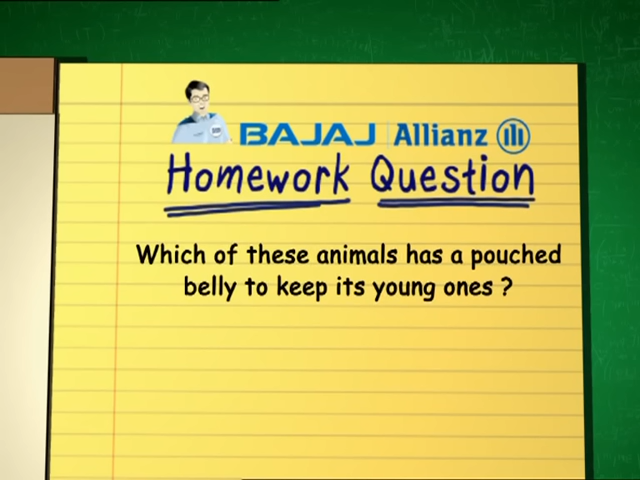 BAJAJ Allianz
Homework Question
Which of these animals has a pouched
belly to keep its young ones ?